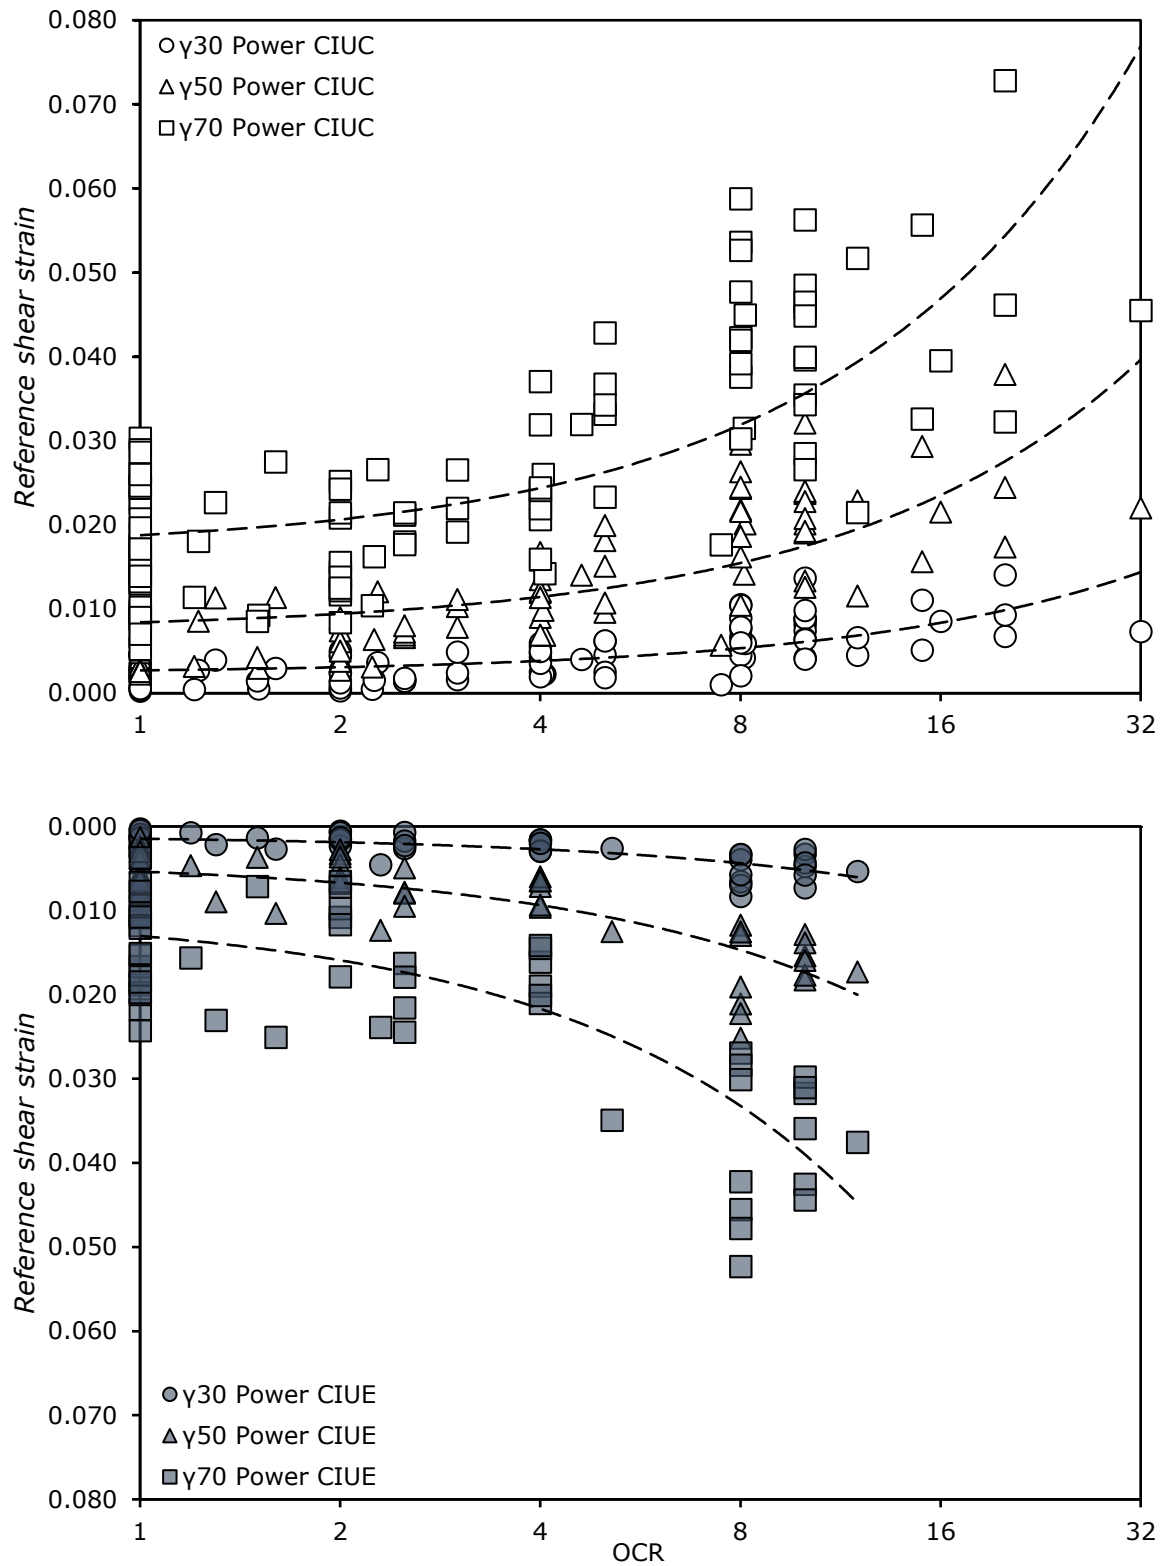 0.080
γ30 Power CIUC
γ50 Power CIUC
γ70 Power CIUC
0.070
0.060
0.050
0.040
0.030
0.020
0.010
0.000
Reference shear strain
1 2 4 8 16 32
0.000
0.010
0.020
0.030
0.040
0.050
0.060
0.070
0.080
Reference shear strain
γ30 Power CIUE
γ50 Power CIUE
γ70 Power CIUE
1 2 4 8 16 32
OCR